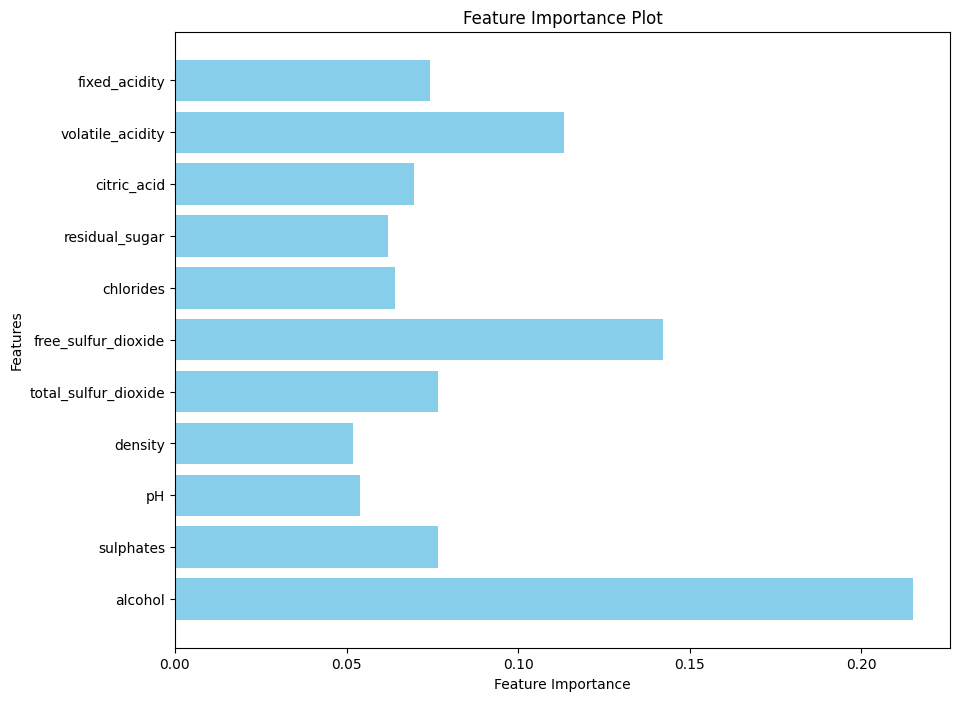 Feature Importance Plot
Features
fixed_acidity
volatile_acidity
citric_acid
residual_sugar
chlorides
free_sulfur_dioxide
total_sulfur_dioxide
density
pH
sulphates
alcohol
0.00 0.05 0.10 0.15 0.20
Feature Importance